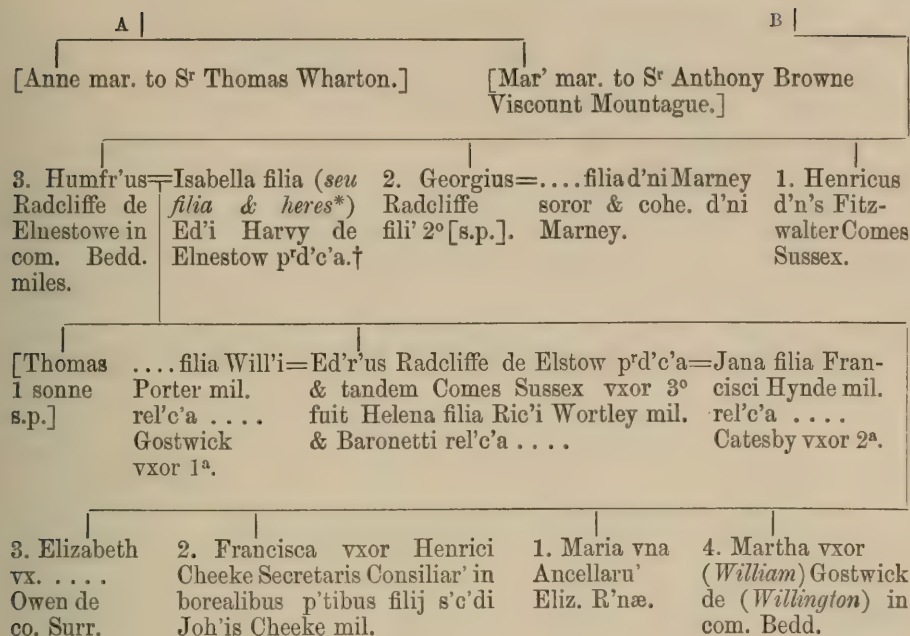 A
B
[Anne mar. to Sʳ Thomas Wharton.]
[Mar' mar. to Sʳ Anthony Browne
Viscount Mountague.]
3. Humfr'us=
Radcliffe de
Elnestowe in
com. Bedd.
miles.
Isabella filia (seu
filia & heres*)
Ed'i Harvy de
Elnestow pʳd'c'a.†
2. Georgius=
Radcliffe
fili' 2º [s.p.].
....filia d'ni Marney
soror & cohe. d'ni
Marney.
1. Henricus
d'n's Fitz-
walter Comes
Sussex.
[Thomas
1 sonne
s.p.]
....filia Will'i=
Porter mil.
rel'c'a ....
Gostwick
vxor 1ª.
Ed'r'us Radcliffe de Elstow pʳd'c'a=
& tandem Comes Sussex vxor 3º
fuit Helena filia Ric'i Wortley mil.
& Baronetti rel'c'a ....
Jana filia Fran-
cisci Hynde mil.
rel'c'a ....
Catesby vxor 2ª.
3. Elizabeth
vx. ....
Owen de
co. Surr.
2. Francisca vxor Henrici
Cheeke Secretaris Consiliar' in
borealibus p'tibus filij s'c'di
Joh'is Cheeke mil.
1. Maria vna
Ancellaru'
Eliz. R'næ.
4. Martha vxor
(William) Gostwick
de (Willington) in
com. Bedd.